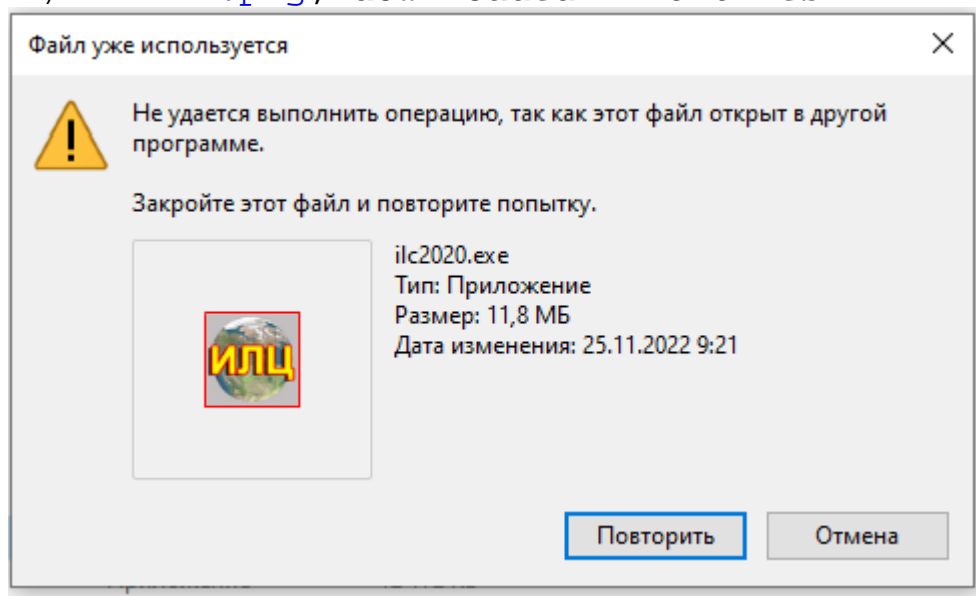 Файл уже используется
Не удается выполнить операцию, так как этот файл открыт в другой
программе.
Закройте этот файл и повторите попытку.
ilc2020.exe
Тип: Приложение
Размер: 11,8 МБ
Дата изменения: 25.11.2022 9:21
ИЛЦ
Повторить
Отмена